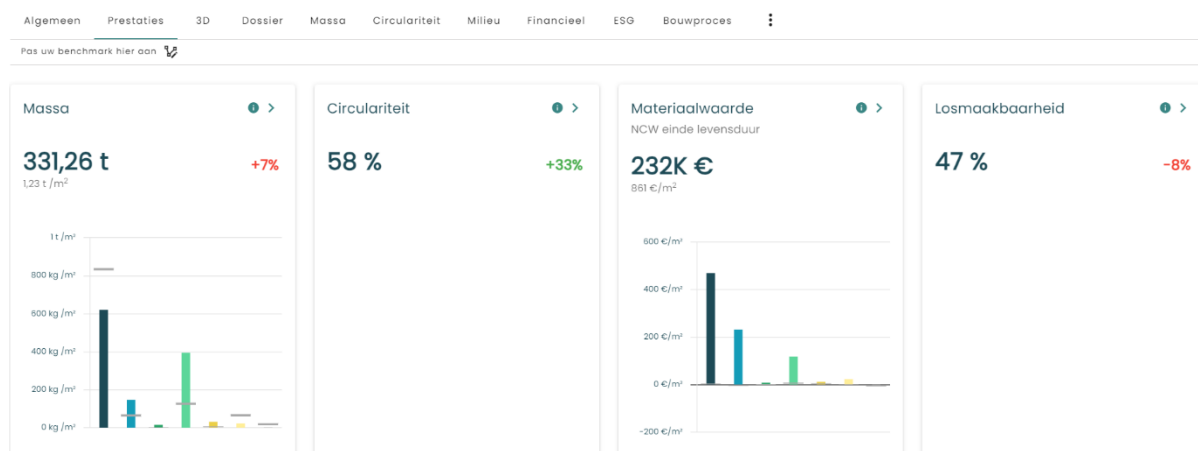 Algemeen Prestaties 3D Dossier Massa Circulariteit Milieu Financieel ESG Bouwproces
Pas uw benchmark hier aan
Massa
331,26 t
+7%
1,23 t /m²
1 t /m²
800 kg /m²
600 kg /m²
400 kg /m²
200 kg /m²
0 kg /m²
Circulariteit
58 %
+33%
Materiaalwaarde
NCW einde levensduur
232K €
861 €/m²
600 €/m²
400 €/m²
200 €/m²
0 €/m²
-200 €/m²
Losmaakbaarheid
47 %
-8%